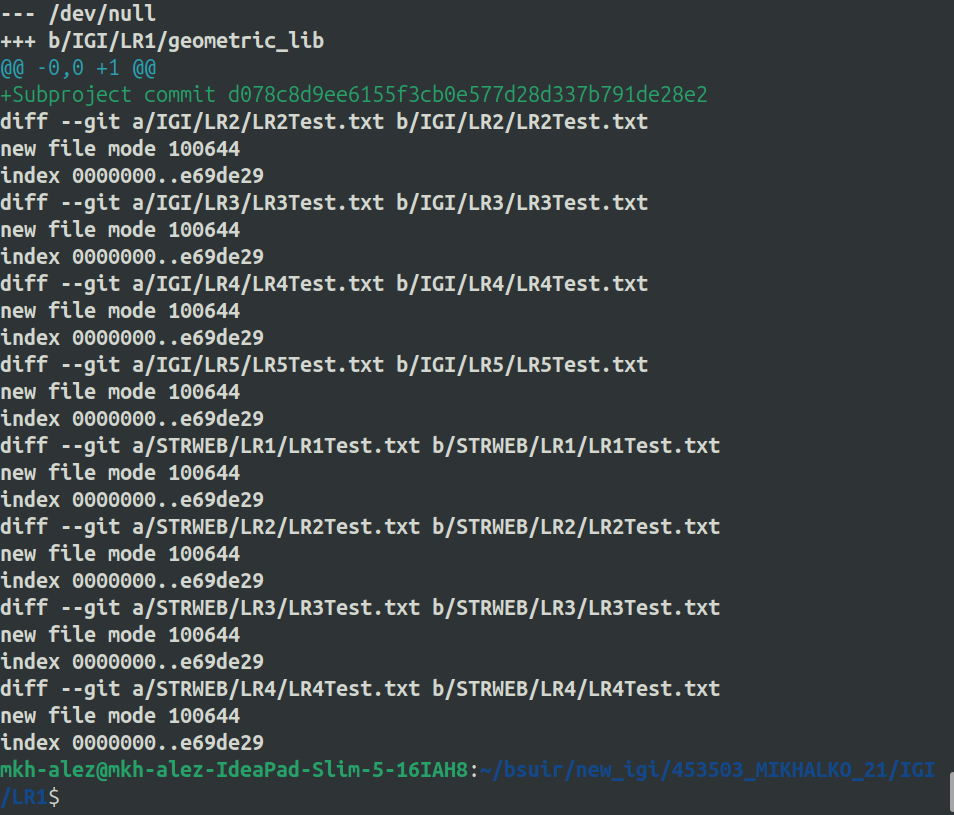 --- /dev/null
+++ b/IGI/LR1/geometric_lib
@@ -0,0 +1 @@
+Subproject commit d078c8d9ee6155f3cb0e577d28d337b791de28e2
diff --git a/IGI/LR2/LR2Test.txt b/IGI/LR2/LR2Test.txt
new file mode 100644
index 0000000..e69de29
diff --git a/IGI/LR3/LR3Test.txt b/IGI/LR3/LR3Test.txt
new file mode 100644
index 0000000..e69de29
diff --git a/IGI/LR4/LR4Test.txt b/IGI/LR4/LR4Test.txt
new file mode 100644
index 0000000..e69de29
diff --git a/IGI/LR5/LR5Test.txt b/IGI/LR5/LR5Test.txt
new file mode 100644
index 0000000..e69de29
diff --git a/STRWEB/LR1/LR1Test.txt b/STRWEB/LR1/LR1Test.txt
new file mode 100644
index 0000000..e69de29
diff --git a/STRWEB/LR2/LR2Test.txt b/STRWEB/LR2/LR2Test.txt
new file mode 100644
index 0000000..e69de29
diff --git a/STRWEB/LR3/LR3Test.txt b/STRWEB/LR3/LR3Test.txt
new file mode 100644
index 0000000..e69de29
diff --git a/STRWEB/LR4/LR4Test.txt b/STRWEB/LR4/LR4Test.txt
new file mode 100644
index 0000000..e69de29
mkh-alez@mkh-alez-IdeaPad-Slim-5-16IAH8:~/bsuir/new_igi/453503_MIKHALKO_21/IGI
/LR1$